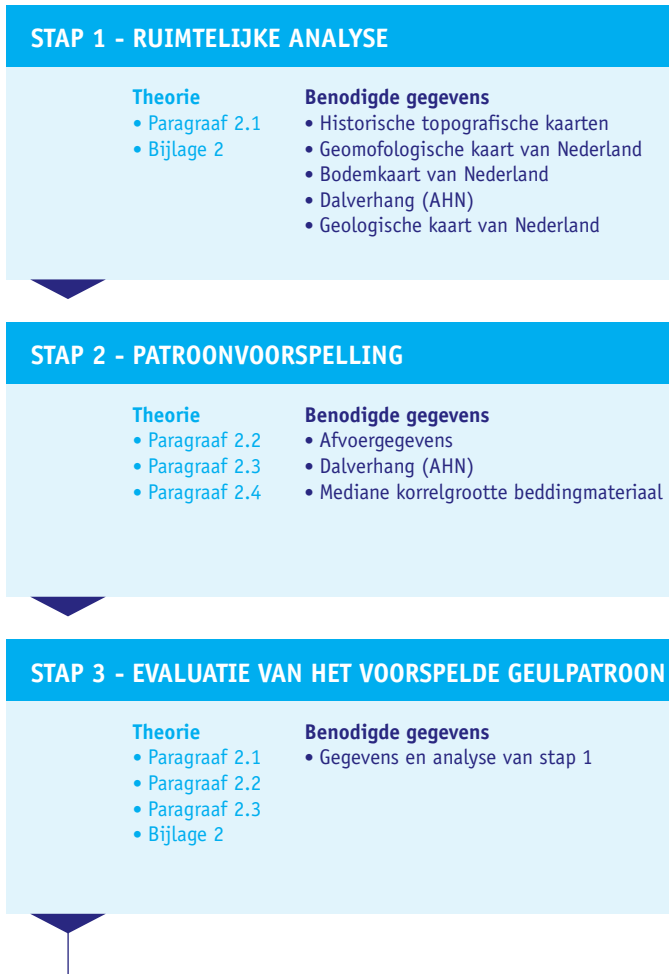 STAP 1 - RUIMTELIJKE ANALYSE
Theorie
• Paragraaf 2.1
• Bijlage 2
Benodigde gegevens
• Historische topografische kaarten
• Geomofologische kaart van Nederland
• Bodemkaart van Nederland
• Dalverhang (AHN)
• Geologische kaart van Nederland
STAP 2 - PATROONVOORSPELLING
Theorie
• Paragraaf 2.2
• Paragraaf 2.3
• Paragraaf 2.4
Benodigde gegevens
• Afvoergegevens
• Dalverhang (AHN)
• Mediane korrelgrootte beddingmateriaal
STAP 3 - EVALUATIE VAN HET VOORSPELDE GEULPATROON
Theorie
• Paragraaf 2.1
• Paragraaf 2.2
• Paragraaf 2.3
• Bijlage 2
Benodigde gegevens
• Gegevens en analyse van stap 1